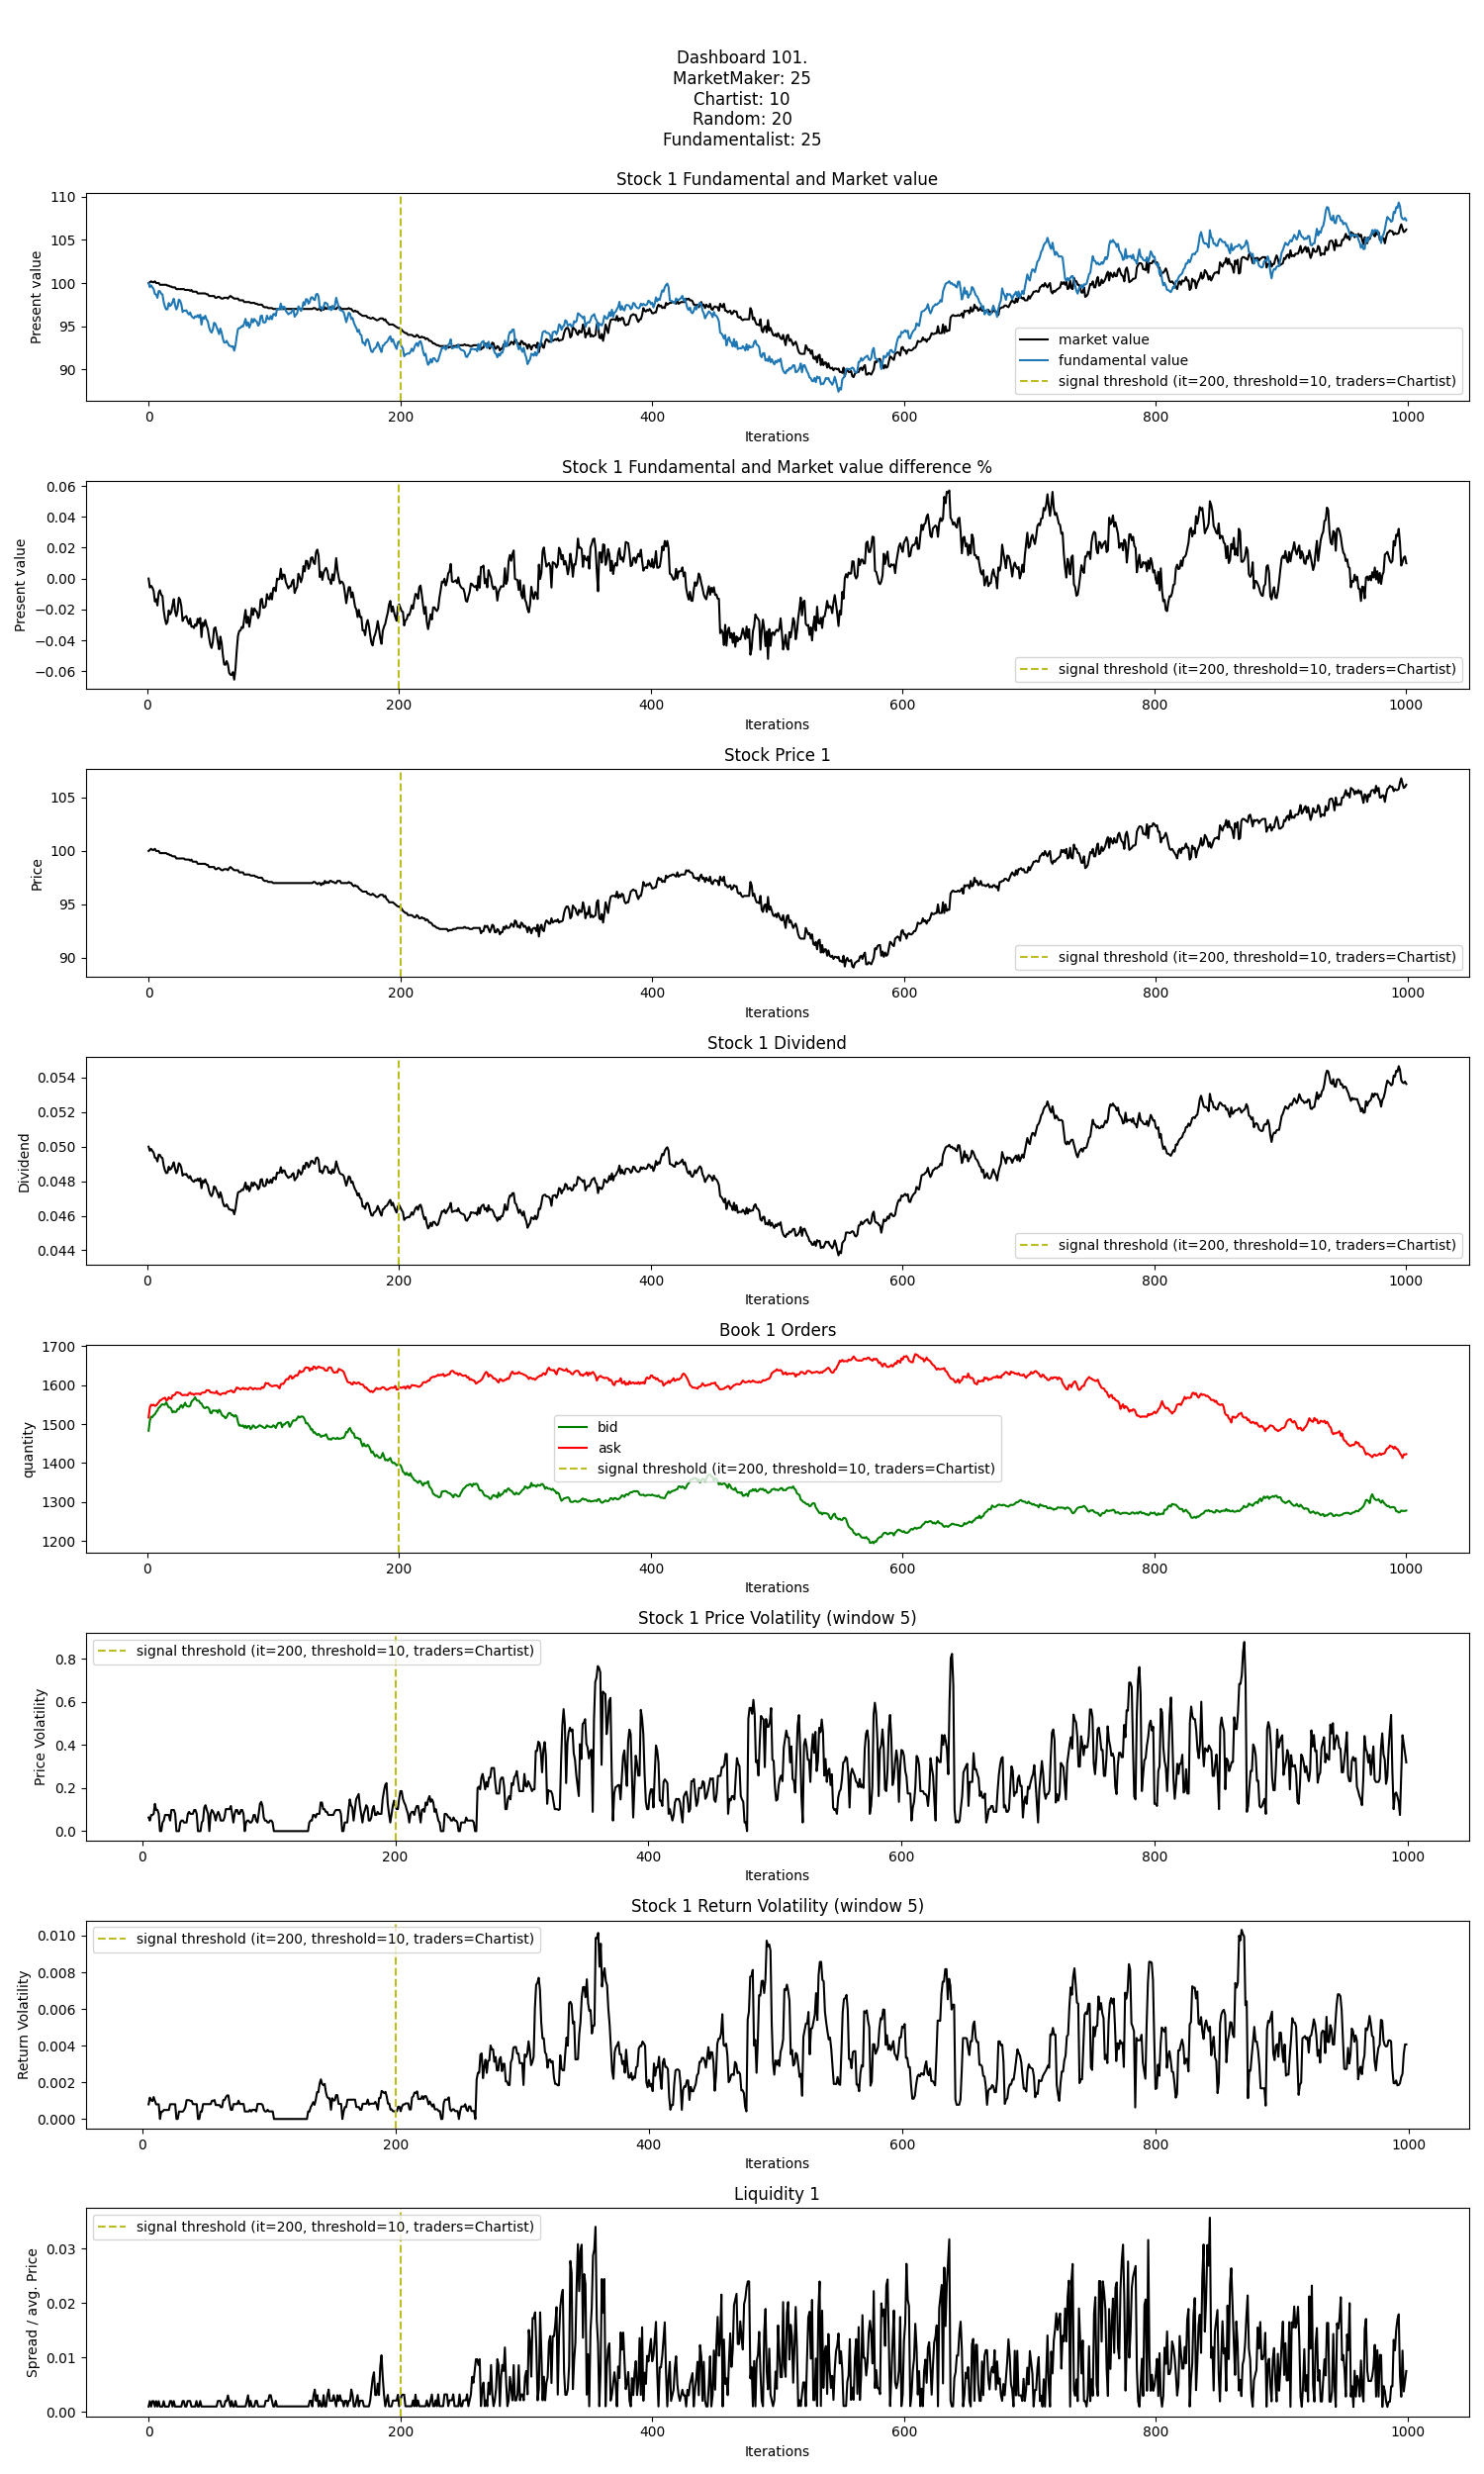 Dashboard 101.
MarketMaker: 25
Chartist: 10
Random: 20
Fundamentalist: 25
Stock 1 Fundamental and Market value
110
105
100
95
90
Present value
market value
fundamental value
signal threshold (it=200, threshold=10, traders=Chartist)
0 200 400 600 800 1000
Iterations
Stock 1 Fundamental and Market value difference %
0.06
0.04
0.02
0.00
−0.02
−0.04
−0.06
Present value
signal threshold (it=200, threshold=10, traders=Chartist)
0 200 400 600 800 1000
Iterations
Stock Price 1
105
100
95
90
Price
signal threshold (it=200, threshold=10, traders=Chartist)
0 200 400 600 800 1000
Iterations
Stock 1 Dividend
0.054
0.052
0.050
0.048
0.046
0.044
Dividend
signal threshold (it=200, threshold=10, traders=Chartist)
0 200 400 600 800 1000
Iterations
Book 1 Orders
1700
1600
1500
1400
1300
1200
quantity
bid
ask
signal threshold (it=200, threshold=10, traders=Chartist)
0 200 400 600 800 1000
Iterations
Stock 1 Price Volatility (window 5)
signal threshold (it=200, threshold=10, traders=Chartist)
0.8
0.6
0.4
0.2
0.0
Price Volatility
0 200 400 600 800 1000
Iterations
Stock 1 Return Volatility (window 5)
signal threshold (it=200, threshold=10, traders=Chartist)
0.010
0.008
0.006
0.004
0.002
0.000
Return Volatility
0 200 400 600 800 1000
Iterations
Liquidity 1
signal threshold (it=200, threshold=10, traders=Chartist)
0.03
0.02
0.01
0.00
Spread / avg. Price
0 200 400 600 800 1000
Iterations